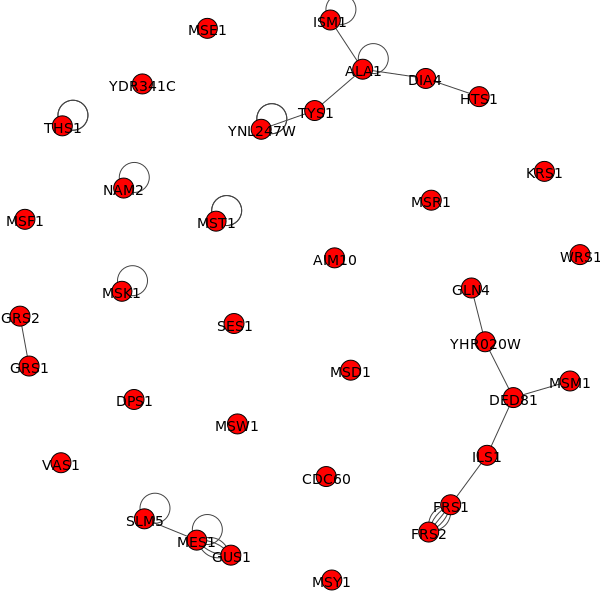 ISM1
MSE1
ALA1
DIA4
YDR341C
HTS1
TYS1
THS1
YNL247W
KRS1
NAM2
MSR1
MSF1
MST1
WRS1
AIM10
GLN4
MSK1
GRS2
SES1
YHR020W
GRS1
MSD1
MSM1
DPS1
DED81
MSW1
ILS1
VAS1
CDC60
FRS1
SLM5
FRS2
MES1
GUS1
MSY1